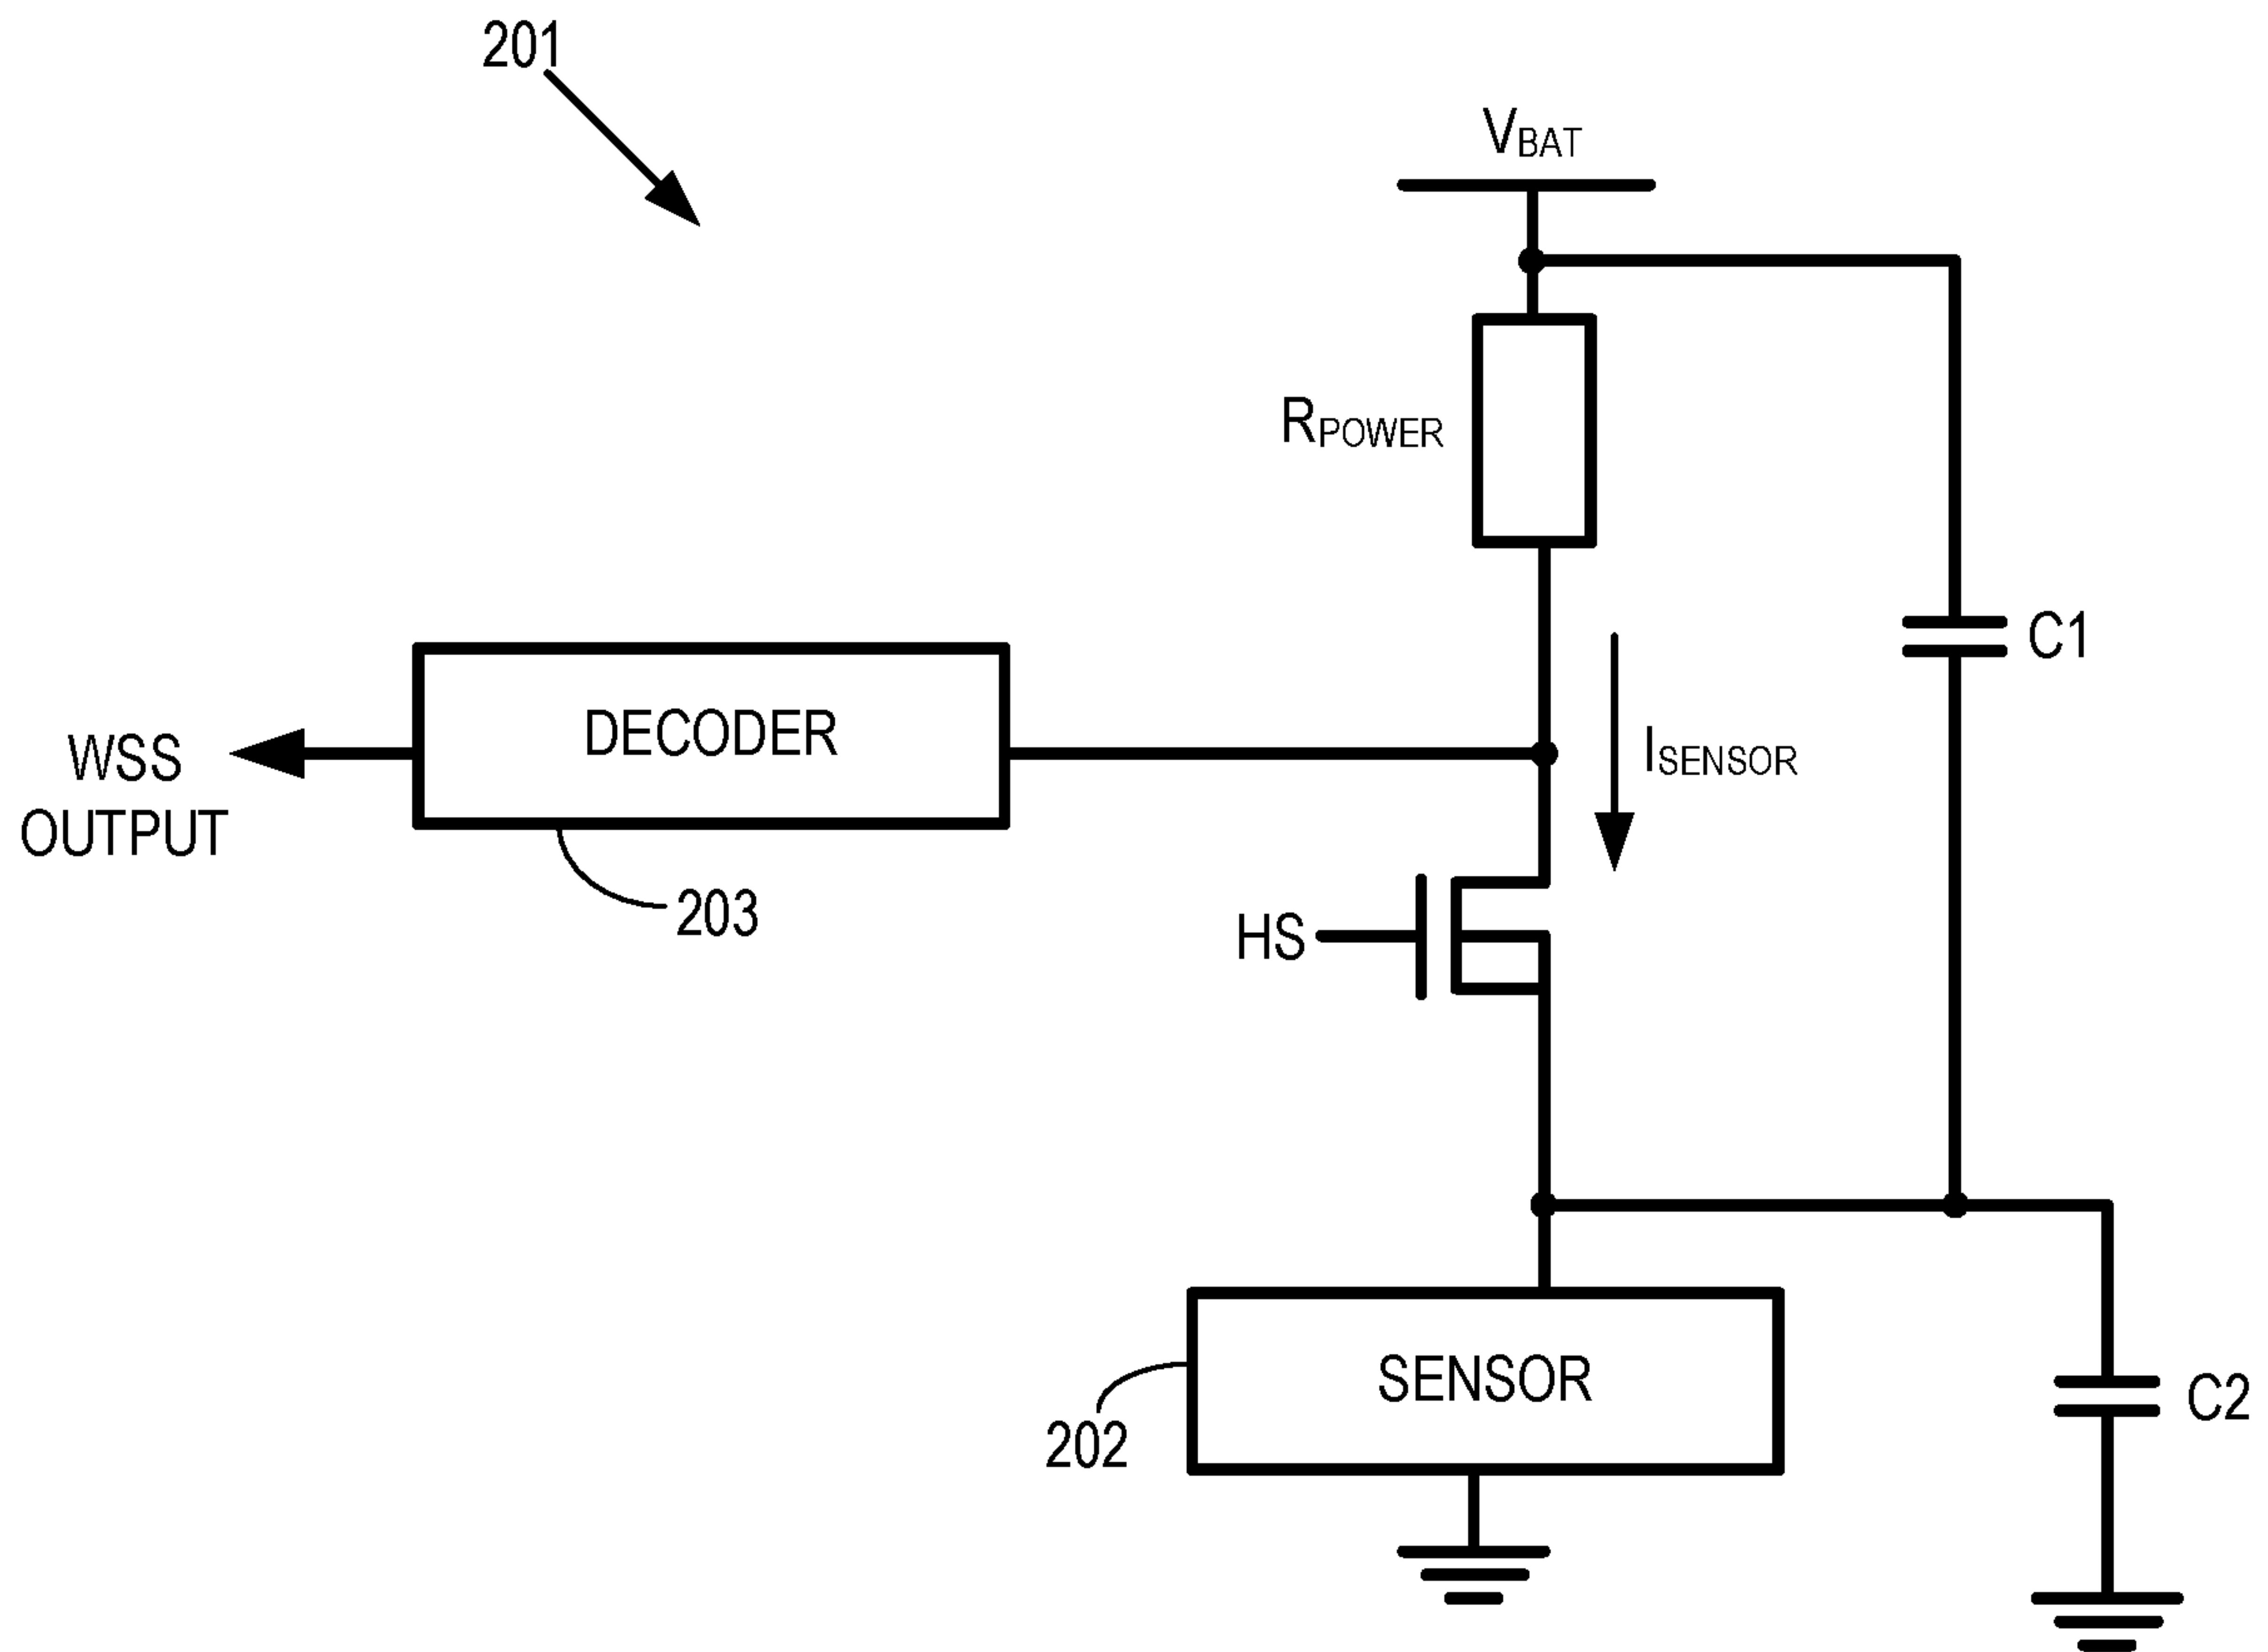 201
VBAT
RPOWER
C1
DECODER
ISENSOR
WSS
OUTPUT
203
HS
SENSOR
C2
202